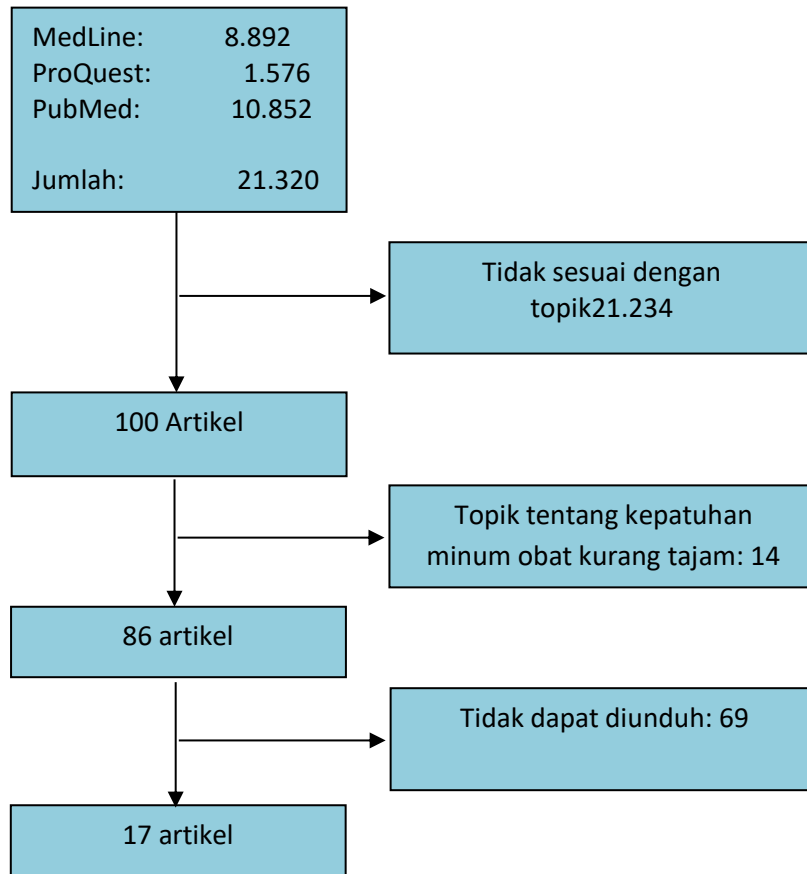 MedLine: 8.892
ProQuest: 1.576
PubMed: 10.852
Jumlah: 21.320
Tidak sesuai dengan
topik21.234
100 Artikel
Topik tentang kepatuhan
minum obat kurang tajam: 14
86 artikel
Tidak dapat diunduh: 69
17 artikel